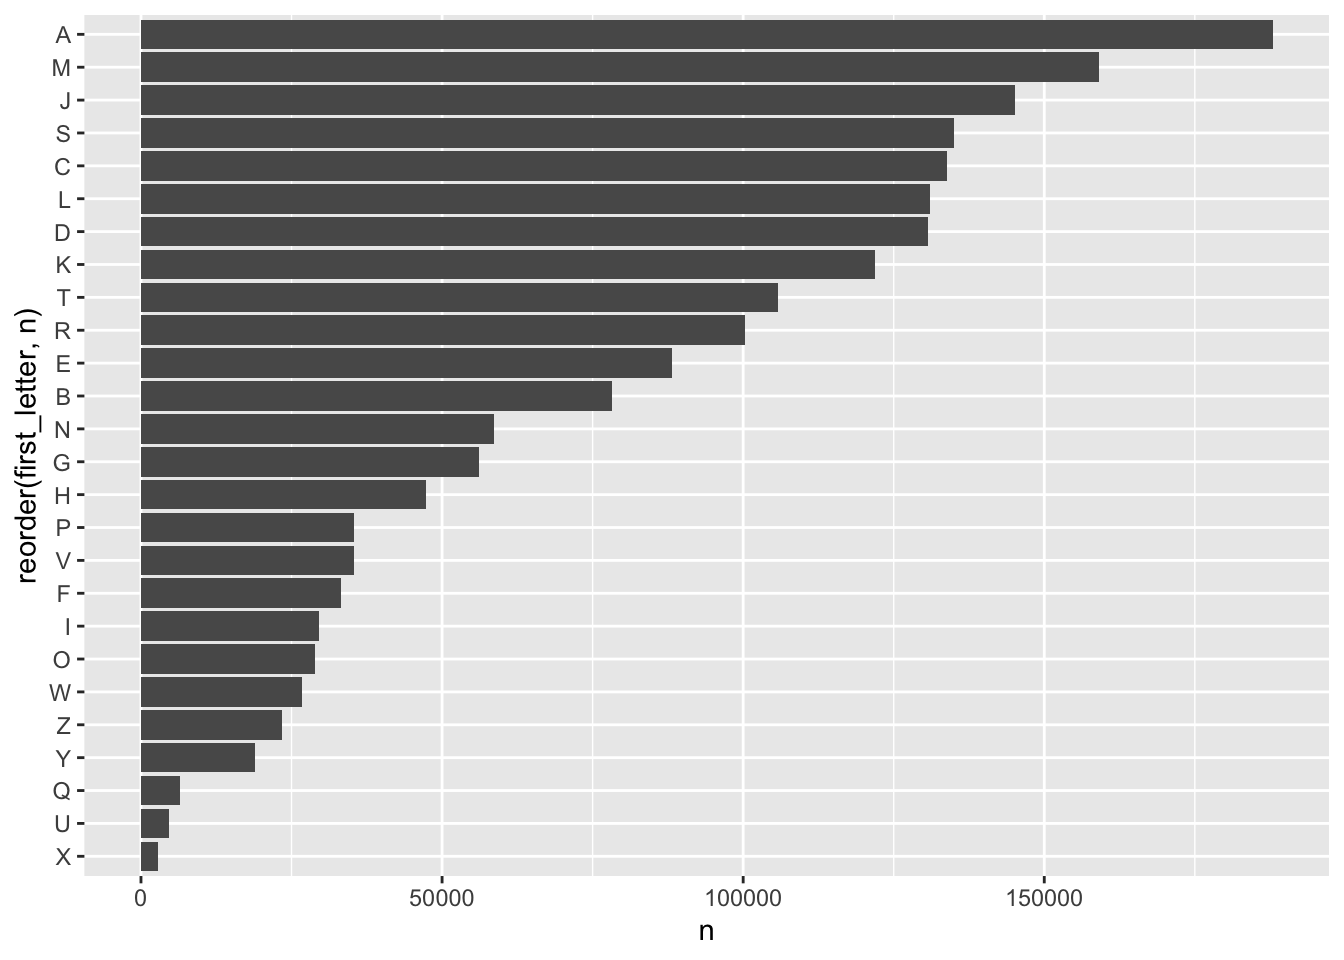 A
M
J
S
C
L
D
K
T
R
E
B
N
G
H
P
V
F
I
O
W
Z
Y
Q
U
X
reorder(first_letter, n)
0 50000 100000 150000
n